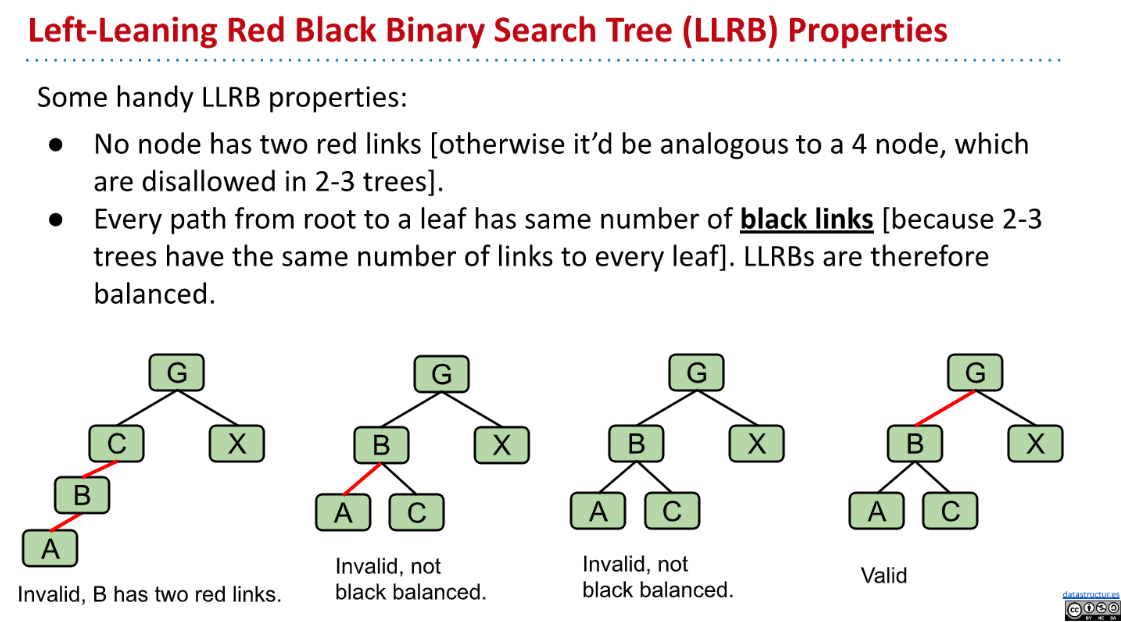 Left-Leaning Red Black Binary Search Tree (LLRB) Properties
Some handy LLRB properties:
● No node has two red links [otherwise it’d be analogous to a 4 node, which
are disallowed in 2-3 trees].
● Every path from root to a leaf has same number of black links [because 2-3
trees have the same number of links to every leaf]. LLRBs are therefore
balanced.
G
C X
B
A
Invalid, B has two red links.
G
B X
A C
Invalid, not
black balanced.
G
B X
A C
Invalid, not
black balanced.
G
B X
A C
Valid
datastructur.es
CC
BY NC SA